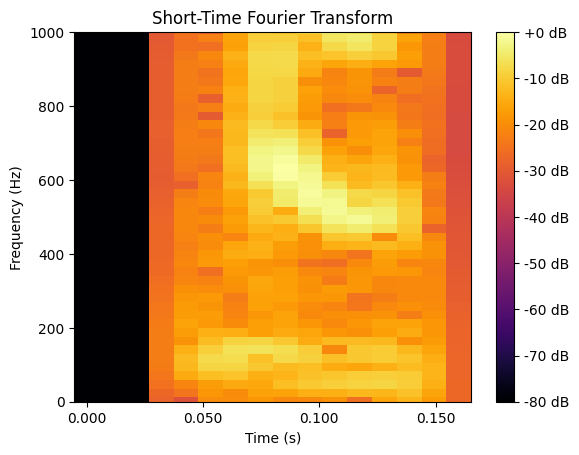 Short-Time Fourier Transform
Frequency (Hz)
1000
800
600
400
200
0
0.000
0.050
0.100
0.150
Time (s)
+0 dB
-10 dB
-20 dB
-30 dB
-40 dB
-50 dB
-60 dB
-70 dB
-80 dB